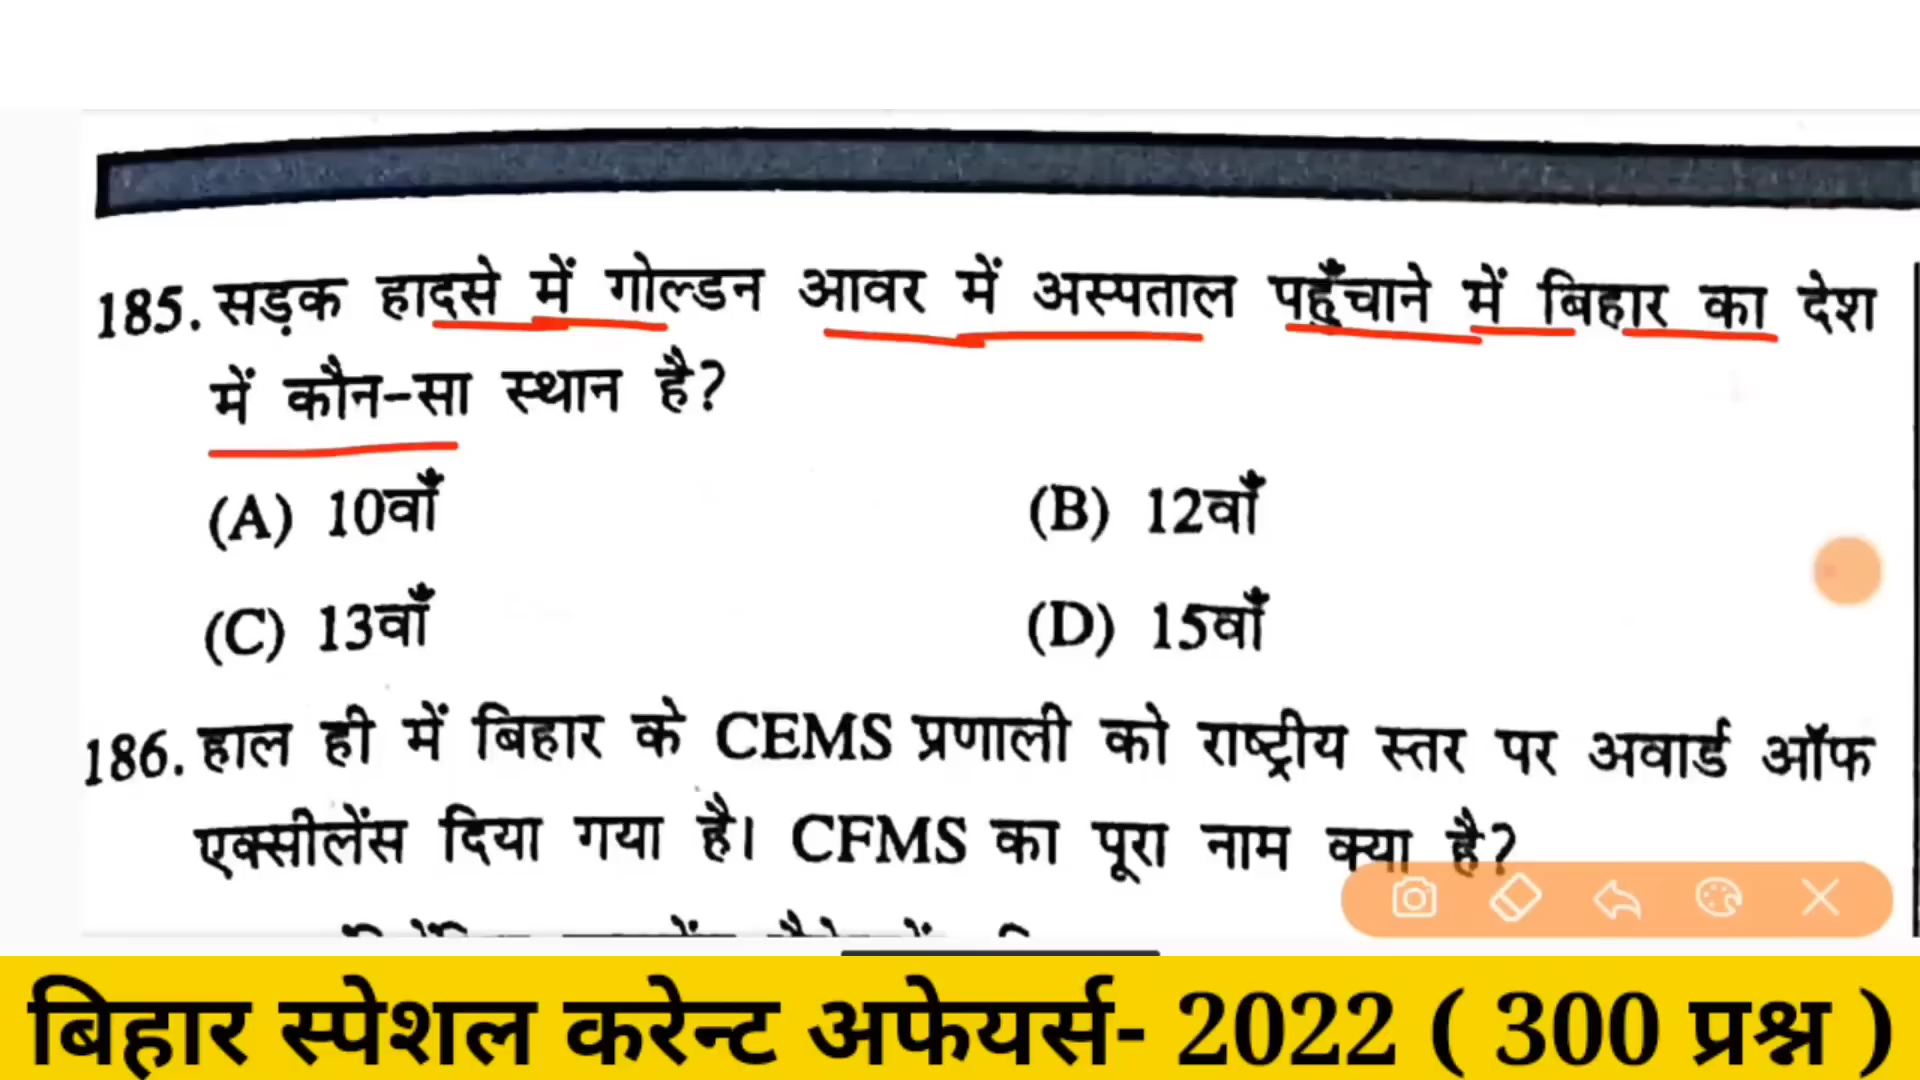 185. सड़क हादसे में गोल्डन आवर में अस्पताल पहुँचाने में बिहार का देश
में कौन-सा स्थान है?
(A) 10वाँ (B) 12वाँ
(C) 13वाँ (D) 15वाँ
186. हाल ही में बिहार के CEMS प्रणाली को राष्ट्रीय स्तर पर अवार्ड ऑफ
एक्सीलेंस दिया गया है। CFMS का पूरा नाम क्या है?
बिहार स्पेशल करेन्ट अफेयर्स- 2022 ( 300 प्रश्न )